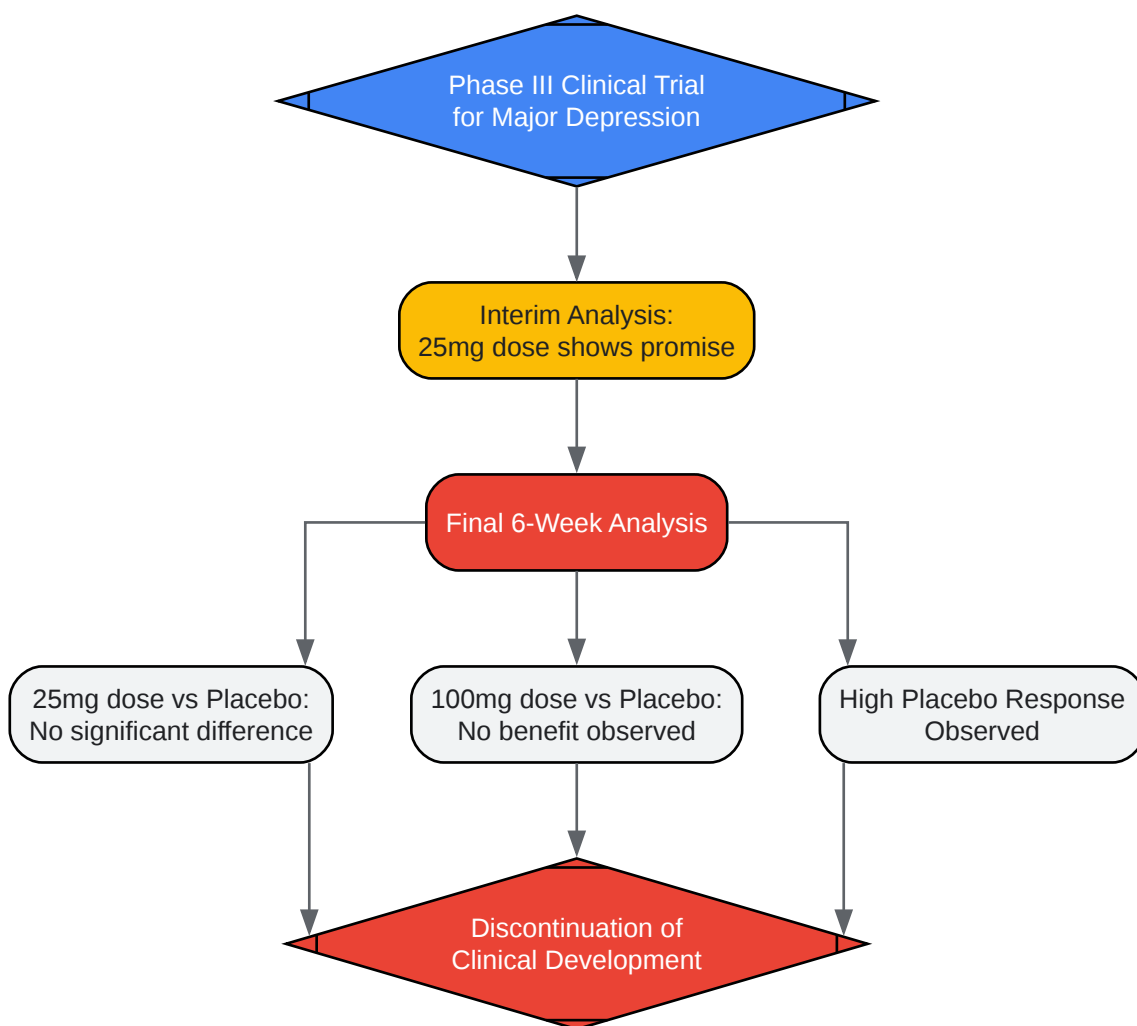 Phase III Clinical Trial
for Major Depression
Interim Analysis:
25mg dose shows promise
Final 6-Week Analysis
25mg dose vs Placebo:
No significant difference
100mg dose vs Placebo:
No benefit observed
High Placebo Response
Observed
Discontinuation of
Clinical Development